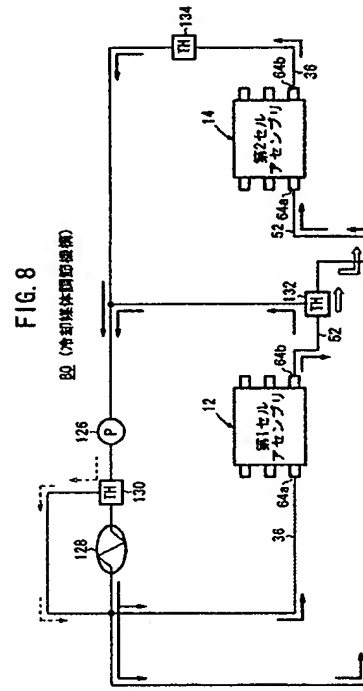 FIG. 8
80 (冷却媒体調節機構)
TH
134
126
P
130
TH
128
14
第2セル
アセンブリ
64b
36
64a
52
132
TH
12
第1セル
アセンブリ
64b
52
64a
36